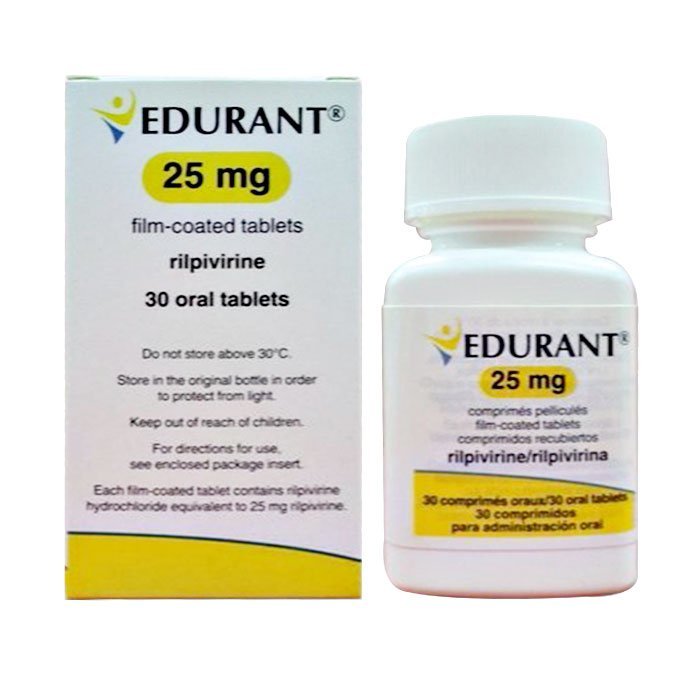 EDURANT®
25 mg
film-coated tablets
rilpivirine
30 oral tablets
Do not store above 30°C.
Store in the original bottle in order
to protect from light.
Keep out of reach of children.
For directions for use,
see enclosed package insert.
Each film-coated tablet contains rilpivirine
hydrochloride equivalent to 25 mg rilpivirine.
EDURANT®
25 mg
comprimés pelliculés
film-coated tablets
comprimidos recubiertos
rilpivirine/rilpivirina
30 comprimés oraux/30 oral tablets
30 comprimidos
para administración oral